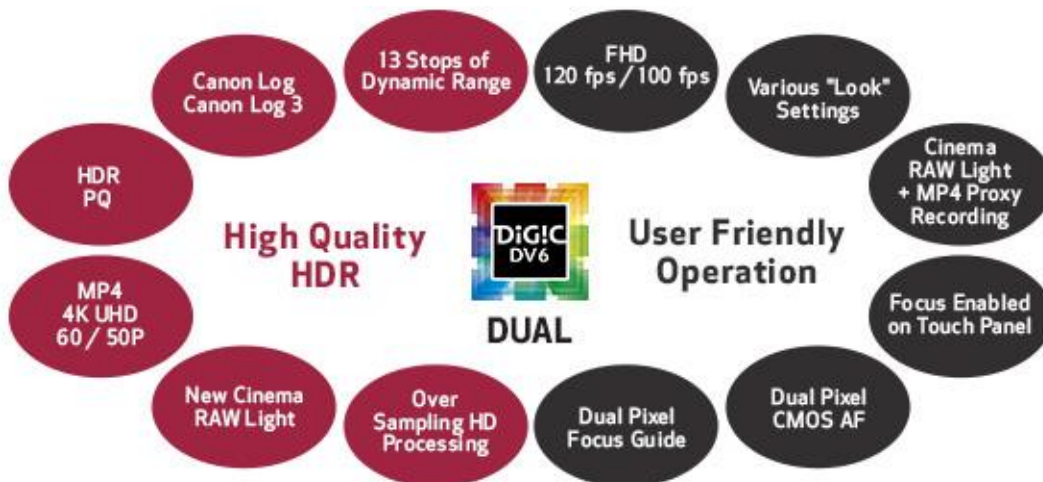 13 Stops of
Dynamic Range
FHD
120 fps / 100 fps
Canon Log
Canon Log 3
Various "Look"
Settings
HDR
PQ
Cinema
RAW Light
+ MP4 Proxy
Recording
High Quality
HDR
DiG!C
DV6
DUAL
User Friendly
Operation
MP4
4K UHD
60 / 50P
Focus Enabled
on Touch Panel
New Cinema
RAW Light
Over
Sampling HD
Processing
Dual Pixel
Focus Guide
Dual Pixel
CMOS AF